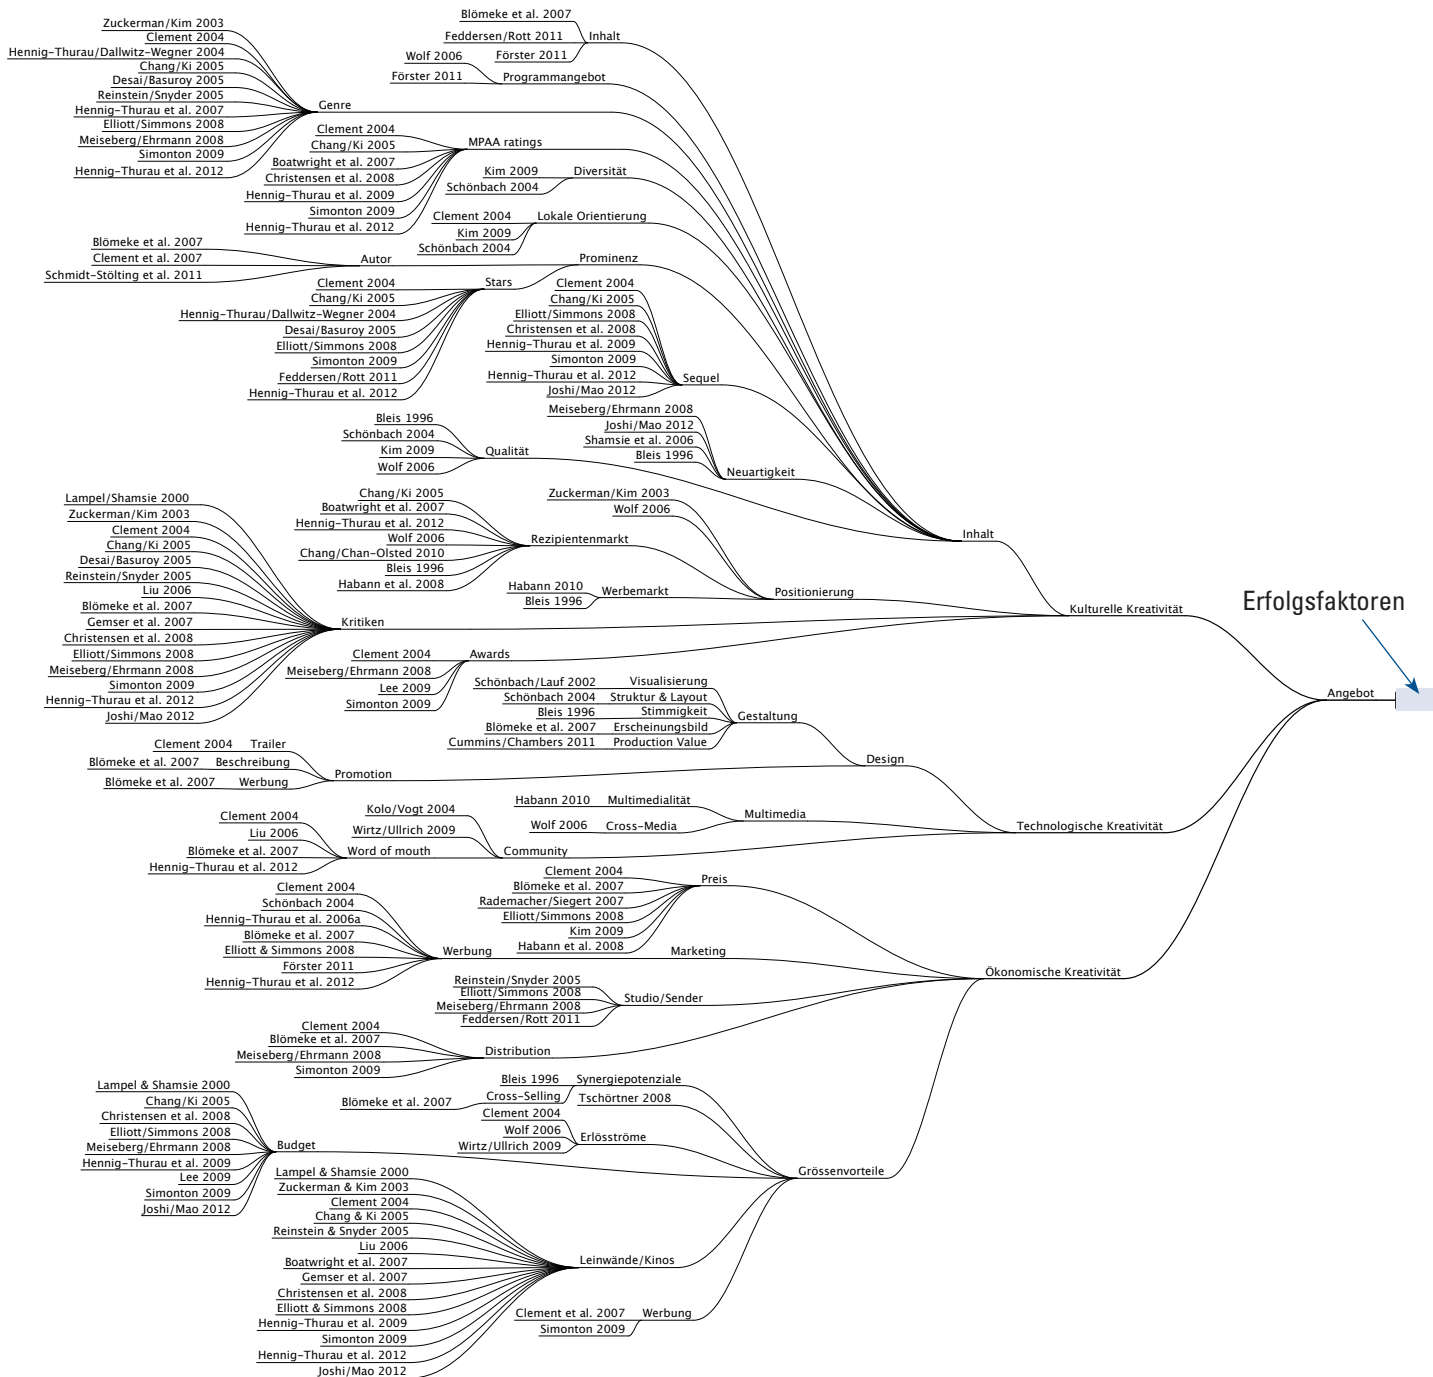 Blömeke et al. 2007
Feddersen/Rott 2011
Förster 2011
Inhalt
Wolf 2006
Förster 2011
Programmangebot
Zuckerman/Kim 2003
Clement 2004
Hennig-Thurau/Dallwitz-Wegner 2004
Chang/Ki 2005
Desai/Basuroy 2005
Reinstein/Snyder 2005
Hennig-Thurau et al. 2007
Elliott/Simmons 2008
Meiseberg/Ehrmann 2008
Simonton 2009
Hennig-Thurau et al. 2012
Genre
Clement 2004
Chang/Ki 2005
Boatwright et al. 2007
Christensen et al. 2008
Hennig-Thurau et al. 2009
Simonton 2009
Hennig-Thurau et al. 2012
MPAA ratings
Kim 2009
Schönbach 2004
Diversität
Clement 2004
Kim 2009
Schönbach 2004
Lokale Orientierung
Blömeke et al. 2007
Clement et al. 2007
Schmidt-Stölting et al. 2011
Autor
Prominenz
Clement 2004
Chang/Ki 2005
Hennig-Thurau/Dallwitz-Wegner 2004
Desai/Basuroy 2005
Elliott/Simmons 2008
Simonton 2009
Feddersen/Rott 2011
Hennig-Thurau et al. 2012
Stars
Clement 2004
Chang/Ki 2005
Elliott/Simmons 2008
Christensen et al. 2008
Hennig-Thurau et al. 2009
Simonton 2009
Hennig-Thurau et al. 2012
Joshi/Mao 2012
Sequel
Meiseberg/Ehrmann 2008
Joshi/Mao 2012
Shamsie et al. 2006
Bleis 1996
Neuartigkeit
Bleis 1996
Schönbach 2004
Kim 2009
Wolf 2006
Qualität
Inhalt
Zuckerman/Kim 2003
Wolf 2006
Chang/Ki 2005
Boatwright et al. 2007
Hennig-Thurau et al. 2012
Wolf 2006
Chang/Chan-Olsted 2010
Bleis 1996
Habann et al. 2008
Rezipientenmarkt
Habann 2010
Bleis 1996
Werbemarkt
Positionierung
Lampel/Shamsie 2000
Zuckerman/Kim 2003
Clement 2004
Chang/Ki 2005
Desai/Basuroy 2005
Reinstein/Snyder 2005
Liu 2006
Blömeke et al. 2007
Gemser et al. 2007
Christensen et al. 2008
Elliott/Simmons 2008
Meiseberg/Ehrmann 2008
Simonton 2009
Hennig-Thurau et al. 2012
Joshi/Mao 2012
Kritiken
Clement 2004
Meiseberg/Ehrmann 2008
Lee 2009
Simonton 2009
Awards
Kulturelle Kreativität
Erfolgsfaktoren
Angebot
Schönbach/Lauf 2002 Visualisierung
Schönbach 2004 Struktur & Layout
Bleis 1996 Stimmigkeit
Blömeke et al. 2007 Erscheinungsbild
Cummins/Chambers 2011 Production Value
Gestaltung
Clement 2004 Trailer
Blömeke et al. 2007 Beschreibung
Blömeke et al. 2007 Werbung
Promotion
Design
Habann 2010 Multimedialität
Wolf 2006 Cross-Media
Multimedia
Kolo/Vogt 2004
Wirtz/Ullrich 2009
Clement 2004
Liu 2006
Blömeke et al. 2007
Hennig-Thurau et al. 2012
Word of mouth
Community
Technologische Kreativität
Clement 2004
Blömeke et al. 2007
Rademacher/Siegert 2007
Elliott/Simmons 2008
Kim 2009
Habann et al. 2008
Preis
Clement 2004
Schönbach 2004
Hennig-Thurau et al. 2006a
Blömeke et al. 2007
Elliott & Simmons 2008
Förster 2011
Hennig-Thurau et al. 2012
Werbung
Marketing
Reinstein/Snyder 2005
Elliott/Simmons 2008
Meiseberg/Ehrmann 2008
Feddersen/Rott 2011
Studio/Sender
Clement 2004
Blömeke et al. 2007
Meiseberg/Ehrmann 2008
Simonton 2009
Distribution
Ökonomische Kreativität
Bleis 1996
Blömeke et al. 2007 Cross-Selling
Synergiepotenziale
Tschörtner 2008
Clement 2004
Wolf 2006
Wirtz/Ullrich 2009
Erlösströme
Lampel & Shamsie 2000
Chang/Ki 2005
Christensen et al. 2008
Elliott/Simmons 2008
Meiseberg/Ehrmann 2008
Hennig-Thurau et al. 2009
Lee 2009
Simonton 2009
Joshi/Mao 2012
Budget
Grössenvorteile
Lampel & Shamsie 2000
Zuckerman & Kim 2003
Clement 2004
Chang & Ki 2005
Reinstein & Snyder 2005
Liu 2006
Boatwright et al. 2007
Gemser et al. 2007
Christensen et al. 2008
Elliott & Simmons 2008
Hennig-Thurau et al. 2009
Simonton 2009
Hennig-Thurau et al. 2012
Joshi/Mao 2012
Leinwände/Kinos
Clement et al. 2007
Simonton 2009
Werbung